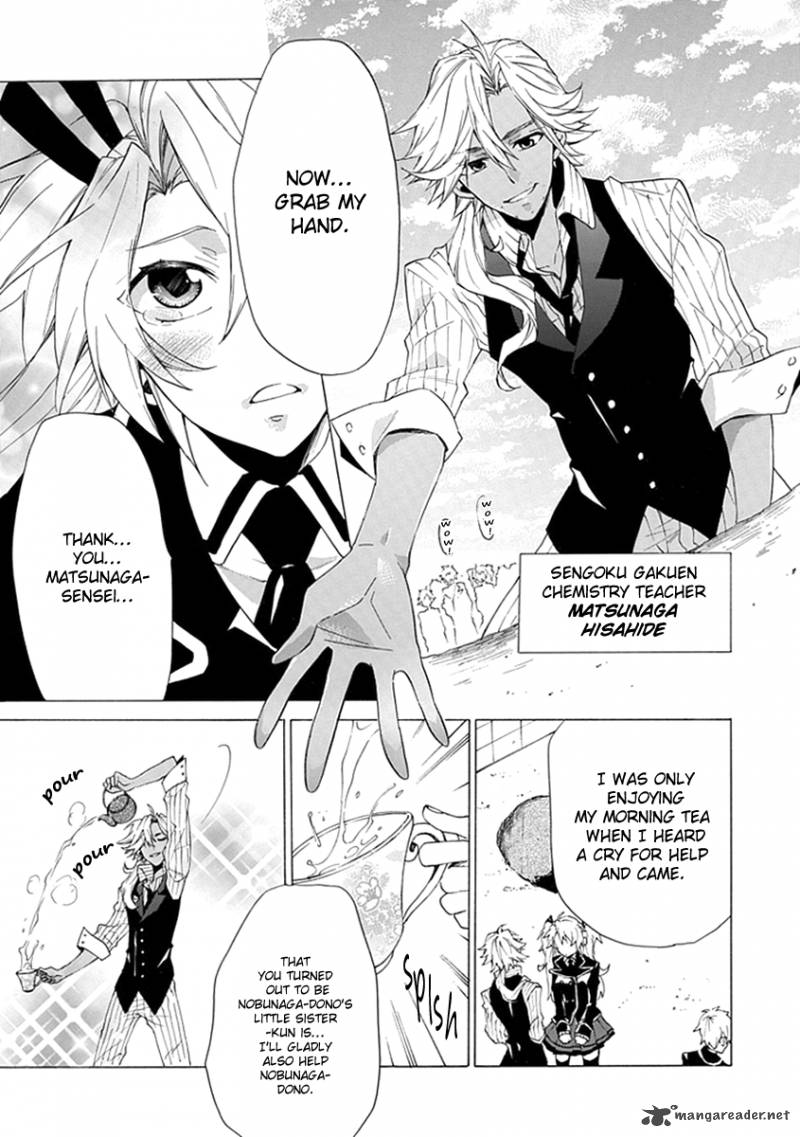 NOW...
GRAB MY
HAND.
WOW!
WOW!
SENGOKU GAKUEN
CHEMISTRY TEACHER
MATSUNAGA
HISAHIDE
THANK...
YOU...
MATSUNAGA-
SENSEI...
I WAS ONLY
ENJOYING
MY MORNING TEA
WHEN I HEARD
A CRY FOR HELP
AND CAME.
splsh
THAT
YOU TURNED
OUT TO BE
NOBUNAGA-DONO'S
LITTLE SISTER
-KUN IS...
I'LL GLADLY
ALSO HELP
NOBUNAGA-
DONO.
pour
pour
mangareader.net